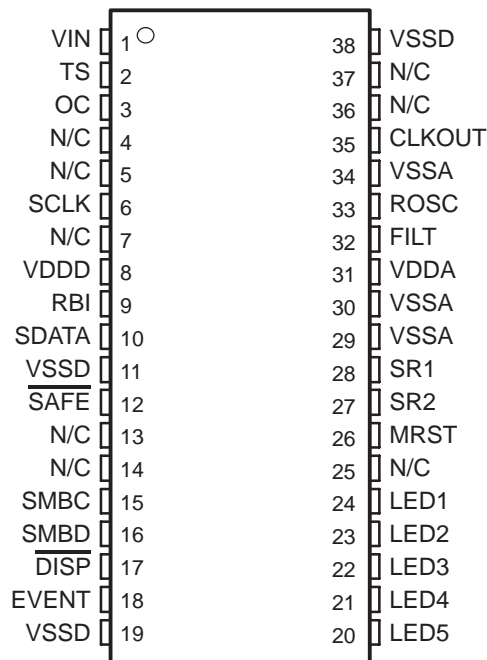 VIN 1 38 VSSD
TS 2 37 N/C
OC 3 36 N/C
N/C 4 35 CLKOUT
N/C 5 34 VSSA
SCLK 6 33 ROSC
N/C 7 32 FILT
VDDD 8 31 VDDA
RBI 9 30 VSSA
SDATA 10 29 VSSA
VSSD 11 28 SR1
SAFE 12 27 SR2
N/C 13 26 MRST
N/C 14 25 N/C
SMBC 15 24 LED1
SMBD 16 23 LED2
DISP 17 22 LED3
EVENT 18 21 LED4
VSSD 19 20 LED5